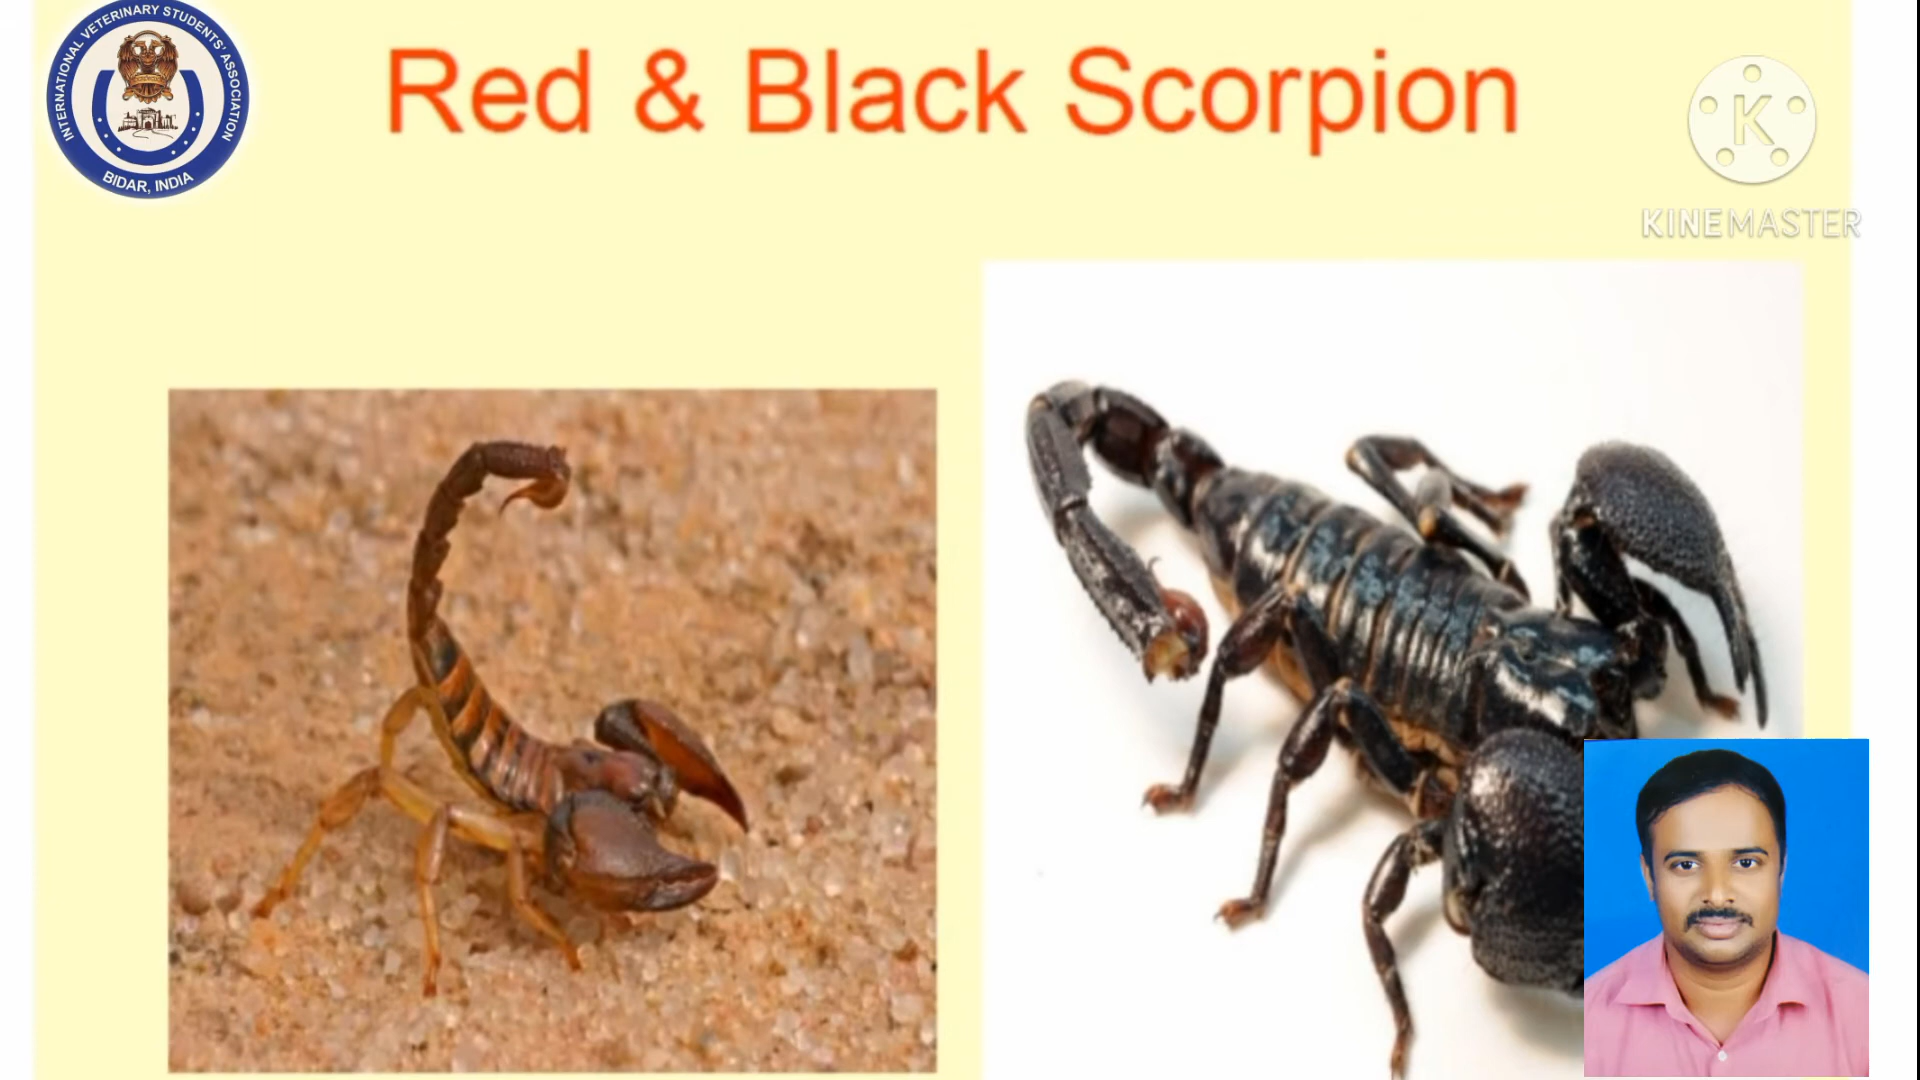 INTERNATIONAL VETERINARY STUDENTS' ASSOCIATION
BIDAR, INDIA
Red & Black Scorpion
K
KINEMASTER